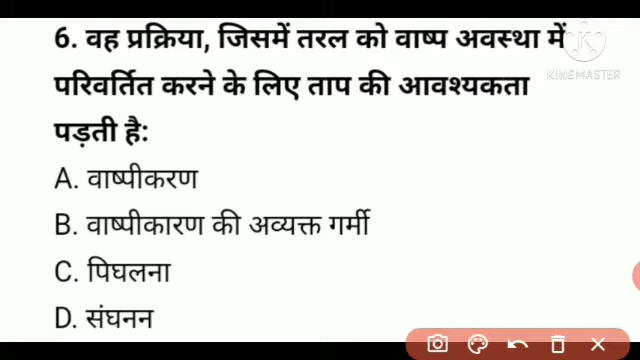 6. वह प्रक्रिया, जिसमें तरल को वाष्प अवस्था में
परिवर्तित करने के लिए ताप की आवश्यकता
पड़ती है:
A. वाष्पीकरण
B. वाष्पीकारण की अव्यक्त गर्मी
C. पिघलना
D. संघनन
KINEMASTER